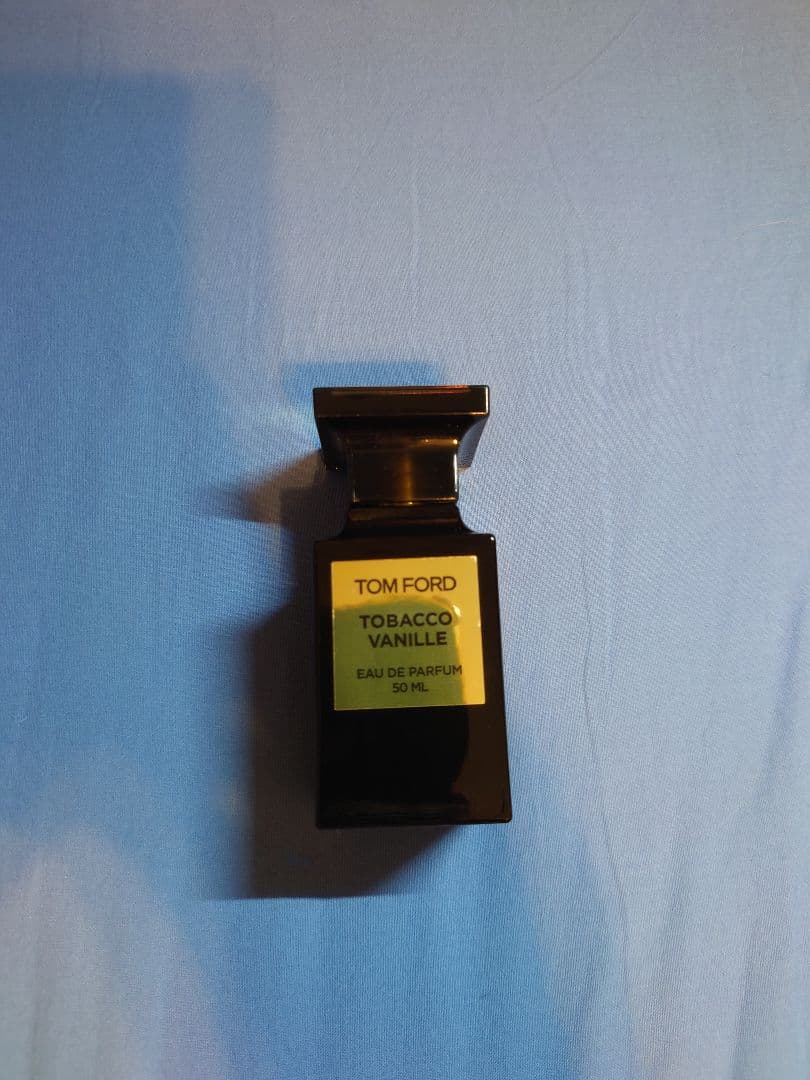 TOM FORD
TOBACCO
VANILLE
EAU DE PARFUM
50 ML